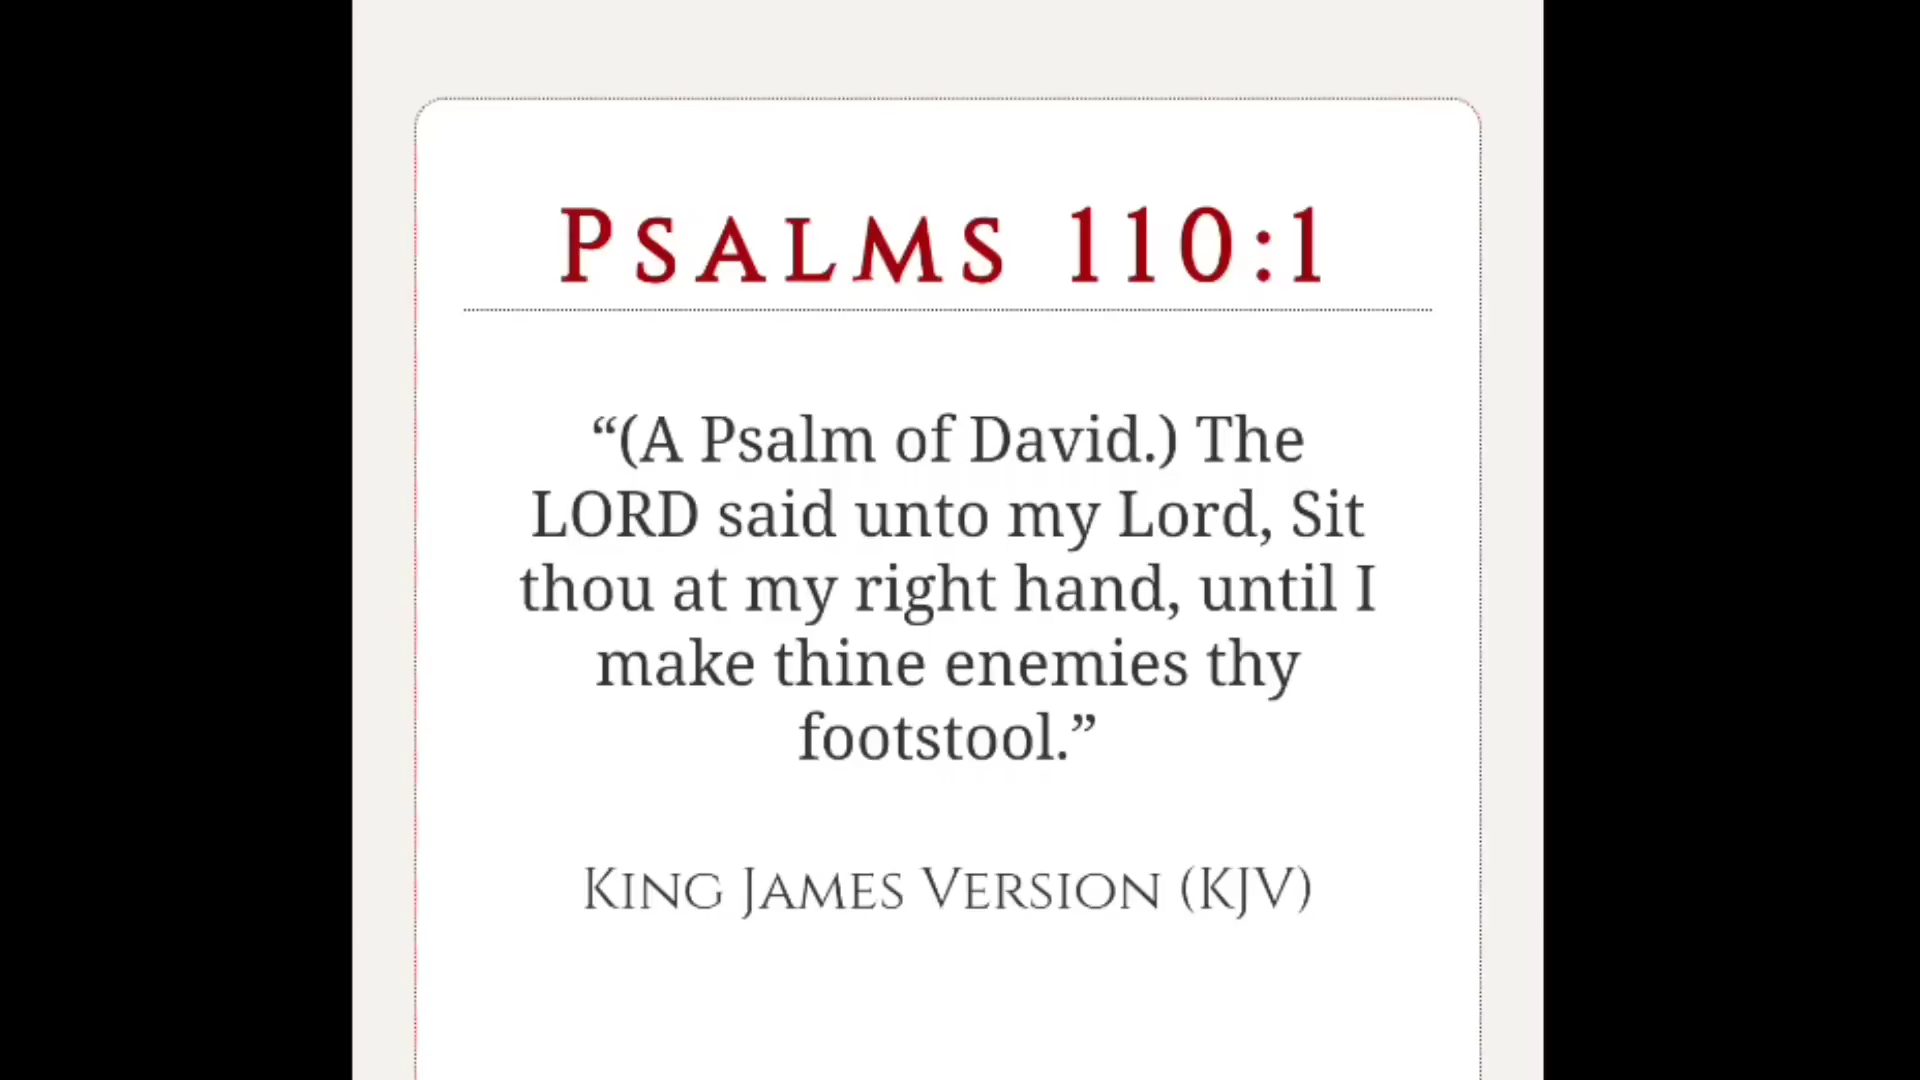 Psalms 110:1
“(A Psalm of David.) The
LORD said unto my Lord, Sit
thou at my right hand, until I
make thine enemies thy
footstool.”
King James Version (KJV)